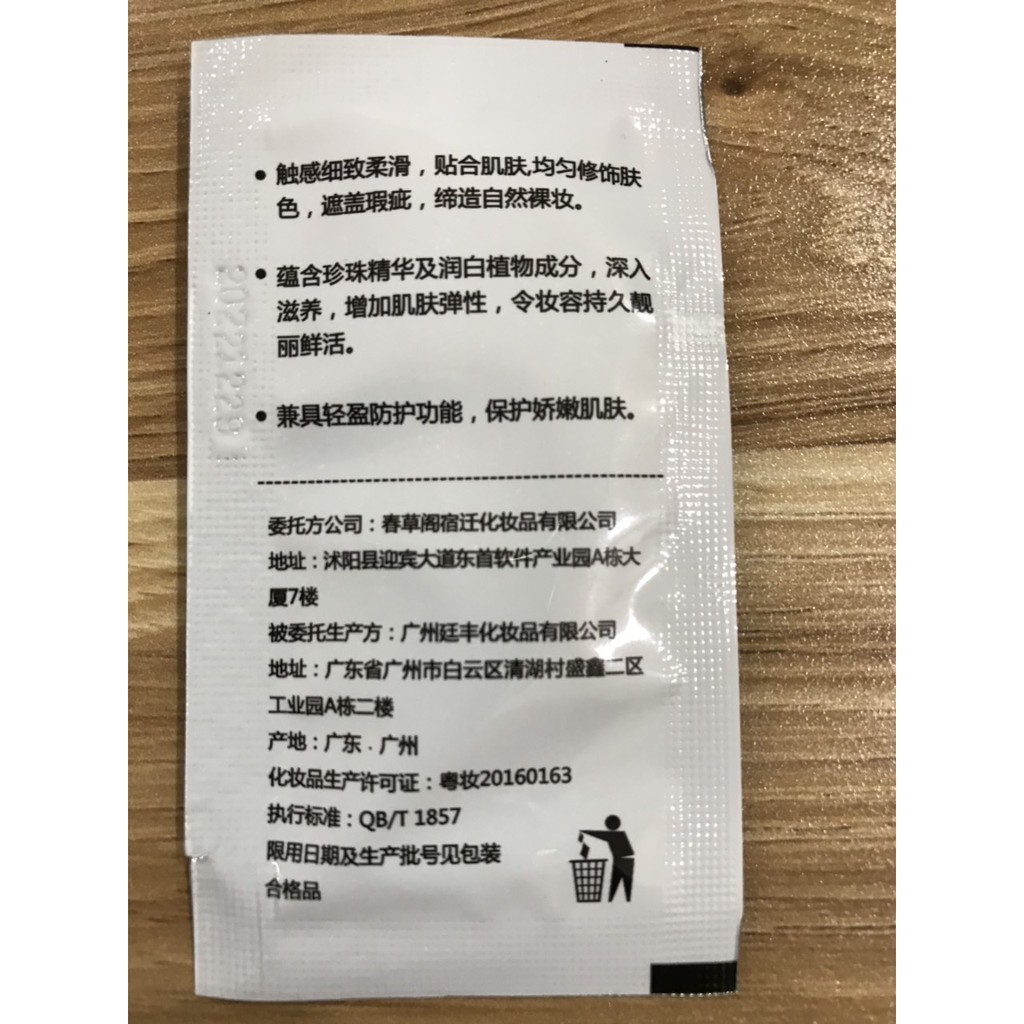 • 触感细致柔滑，贴合肌肤,均匀修饰肤
色，遮盖瑕疵，缔造自然裸妆。
• 蕴含珍珠精华及润白植物成分，深入
滋养，增加肌肤弹性，令妆容持久靓
丽鲜活。
• 兼具轻盈防护功能，保护娇嫩肌肤。
委托方公司：春草阁宿迁化妆品有限公司
地址：沭阳县迎宾大道东首软件产业园A栋大
厦7楼
被委托生产方：广州廷丰化妆品有限公司
地址：广东省广州市白云区清湖村盛鑫二区
工业园A栋二楼
产地：广东﹒广州
化妆品生产许可证：粤妆20160163
执行标准：QB/T 1857
限用日期及生产批号见包装
合格品